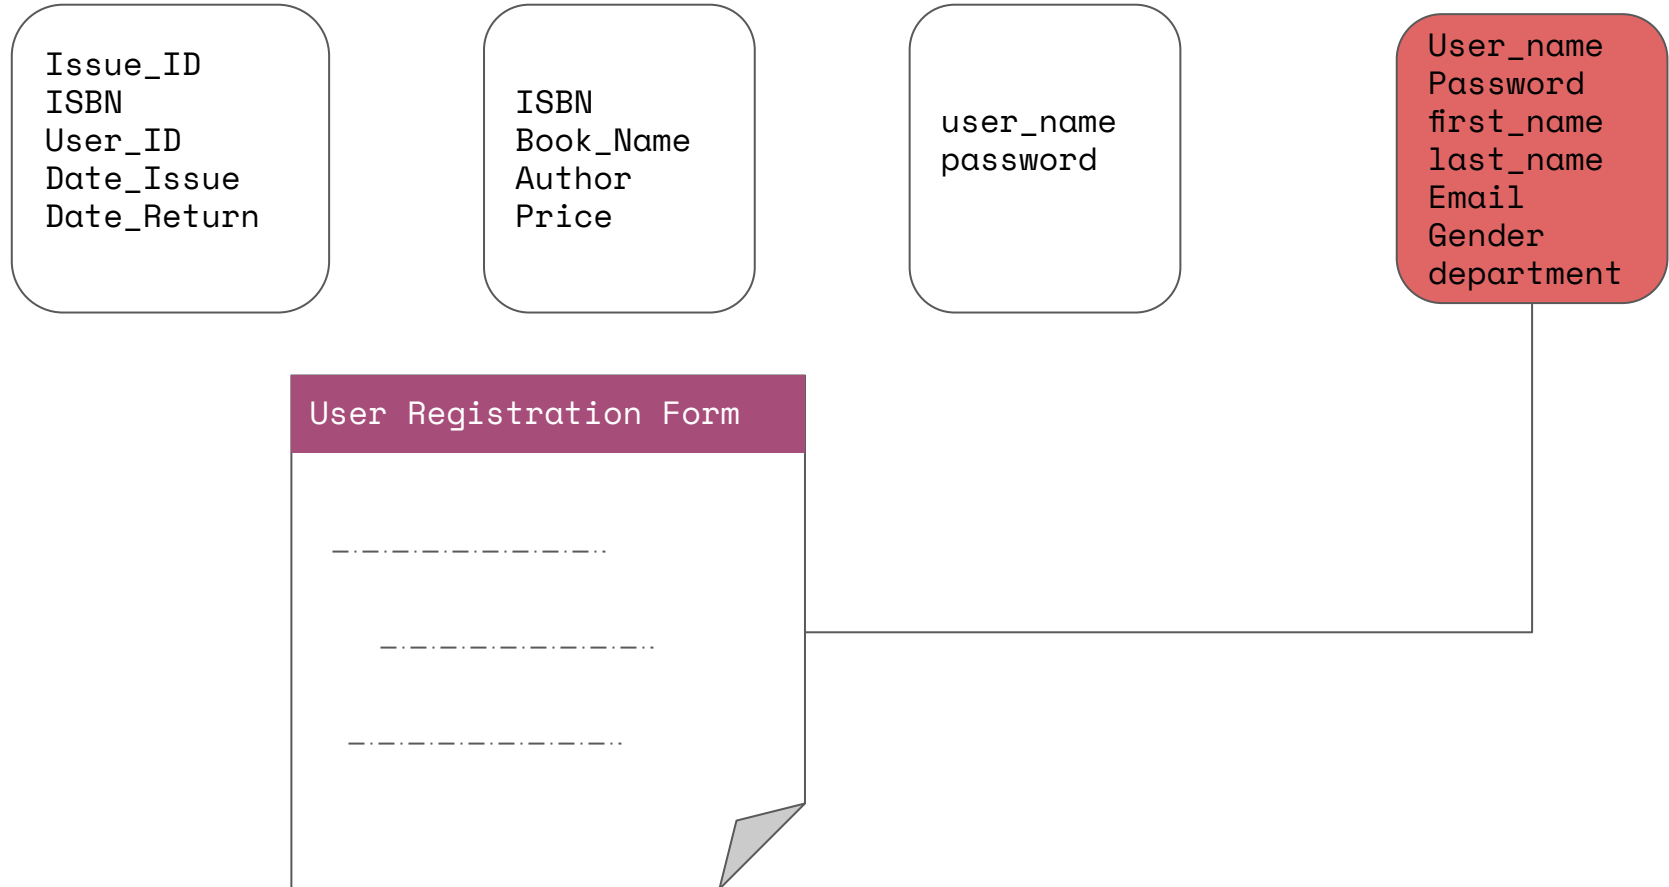 Issue_ID
ISBN
User_ID
Date_Issue
Date_Return
ISBN
Book_Name
Author
Price
user_name
password
User_name
Password
first_name
last_name
Email
Gender
department
User Registration Form